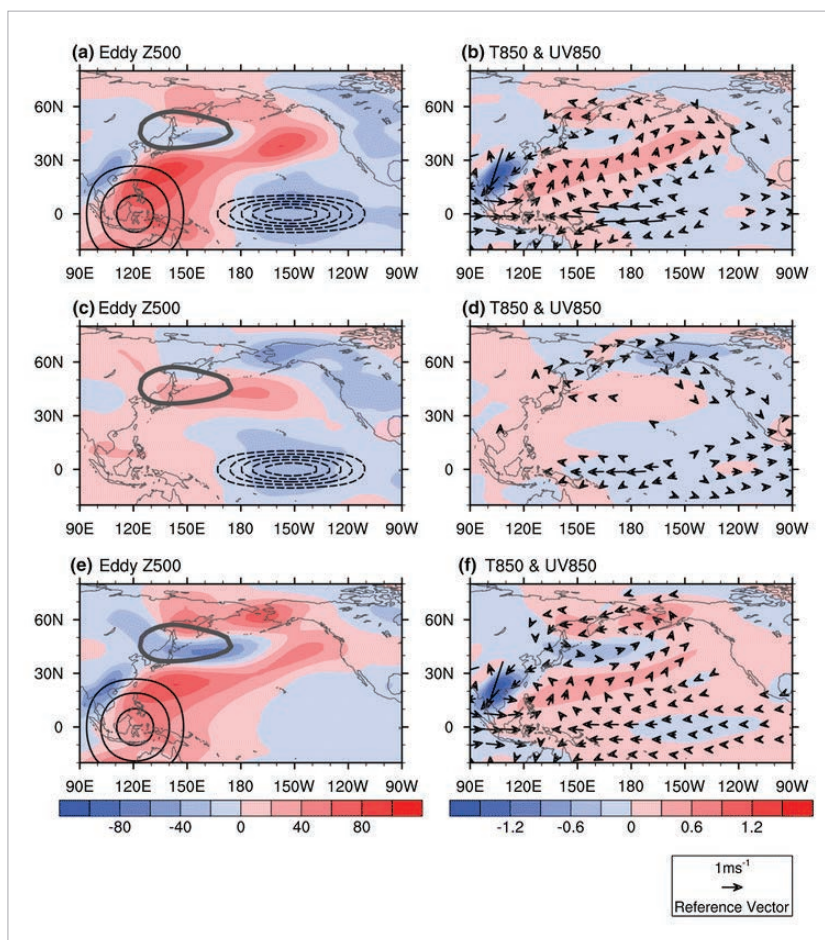 (a) Eddy Z500
(b) T850 & UV850
60N
30N
0
90E 120E 150E 180 150W 120W 90W
60N
30N
0
90E 120E 150E 180 150W 120W 90W
(c) Eddy Z500
(d) T850 & UV850
60N
30N
0
90E 120E 150E 180 150W 120W 90W
60N
30N
0
90E 120E 150E 180 150W 120W 90W
(e) Eddy Z500
(f) T850 & UV850
60N
30N
0
90E 120E 150E 180 150W 120W 90W
60N
30N
0
90E 120E 150E 180 150W 120W 90W
-80 -40 0 40 80
-1.2 -0.6 0 0.6 1.2
1ms⁻¹
Reference Vector